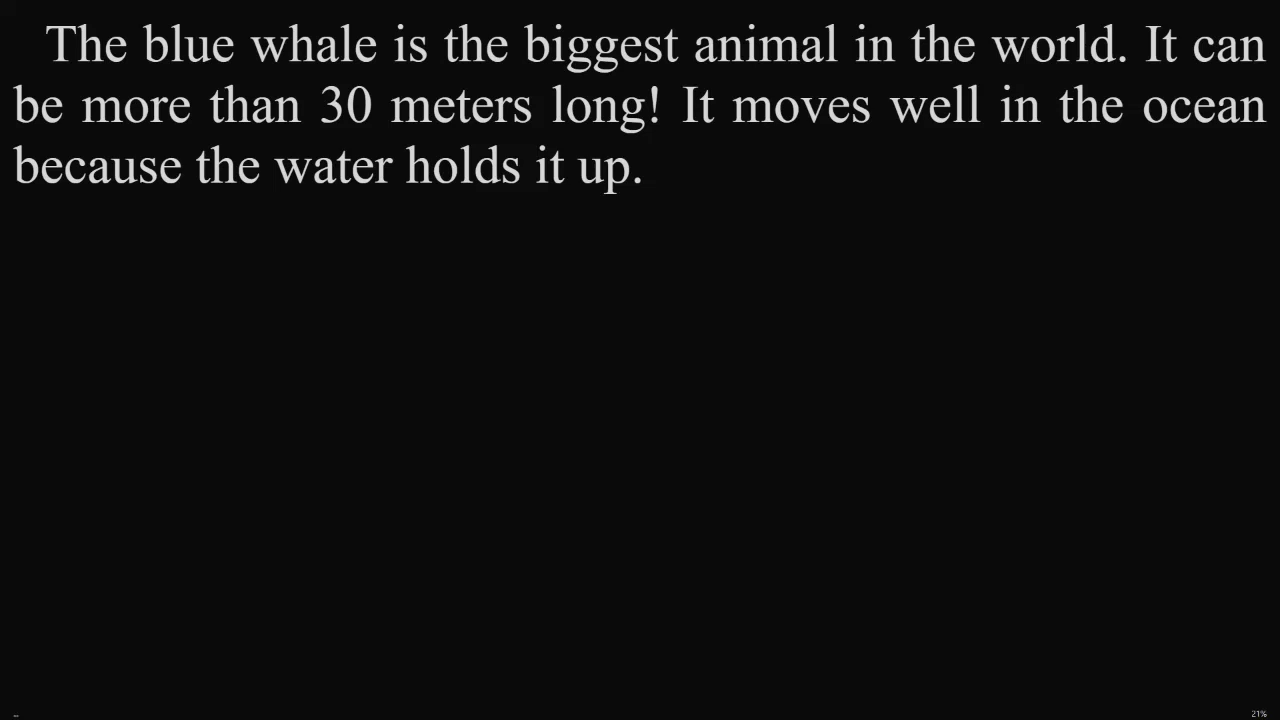 The blue whale is the biggest animal in the world. It can
be more than 30 meters long! It moves well in the ocean
because the water holds it up.
21%